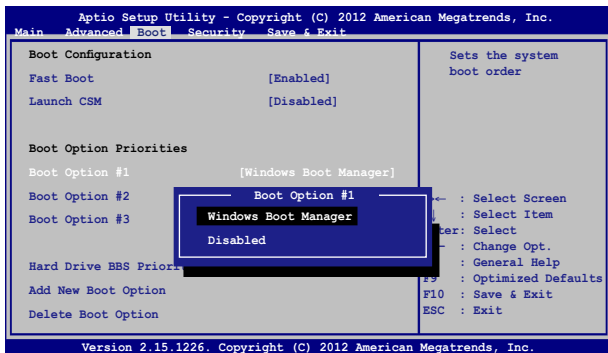 Aptio Setup Utility - Copyright (C) 2012 American Megatrends, Inc.
Main Advanced Boot Security Save & Exit
Boot Configuration
Fast Boot [Enabled]
Launch CSM [Disabled]
Boot Option Priorities
Boot Option #1 [Windows Boot Manager]
Boot Option #2
Boot Option #3
Hard Drive BBS
Add New Boot Option
Delete Boot Option
Boot Option #1
Windows Boot Manager
Disabled
Sets the system
boot order
←  : Select Screen
: Select Item
: Select
: Change Opt.
: General Help
F9 : Optimized Defaults
F10 : Save & Exit
ESC : Exit
Version 2.15.1226. Copyright (C) 2012 American Megatrends, Inc.